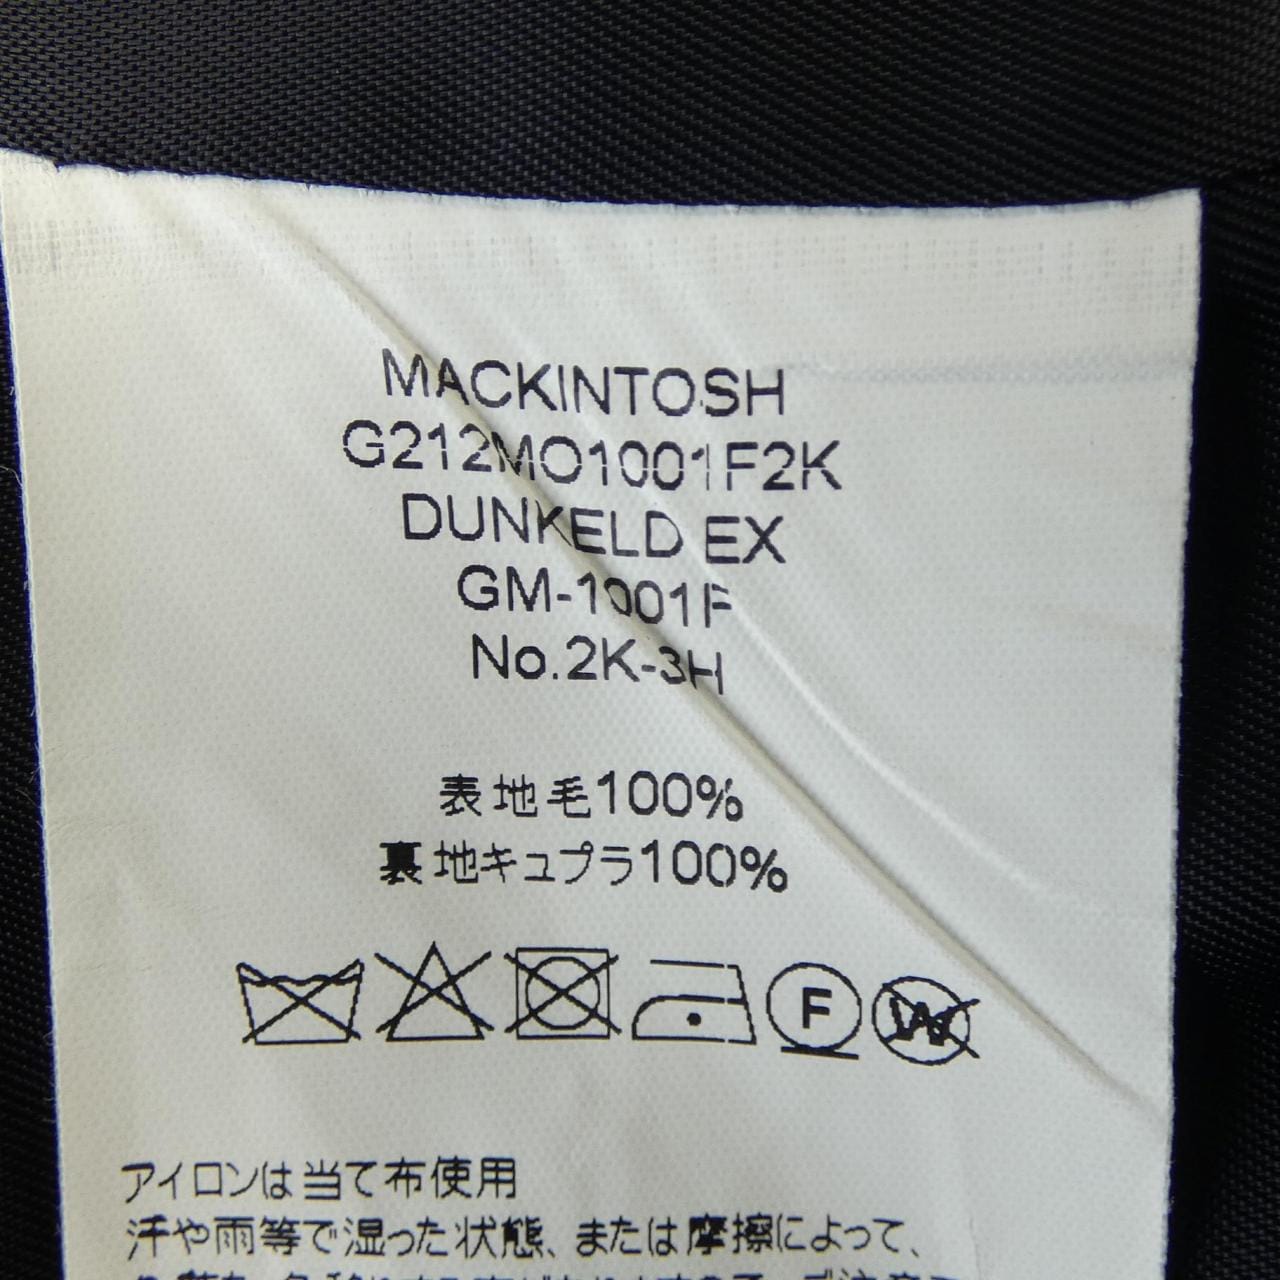 MACKINTOSH
G212MO1001F2K
DUNKELD EX
GM-1001F
No.2K-3H
表地毛100%
裏地キュプラ100%
F W
アイロンは当て布使用
汗や雨等で湿った状態、または摩擦によって、